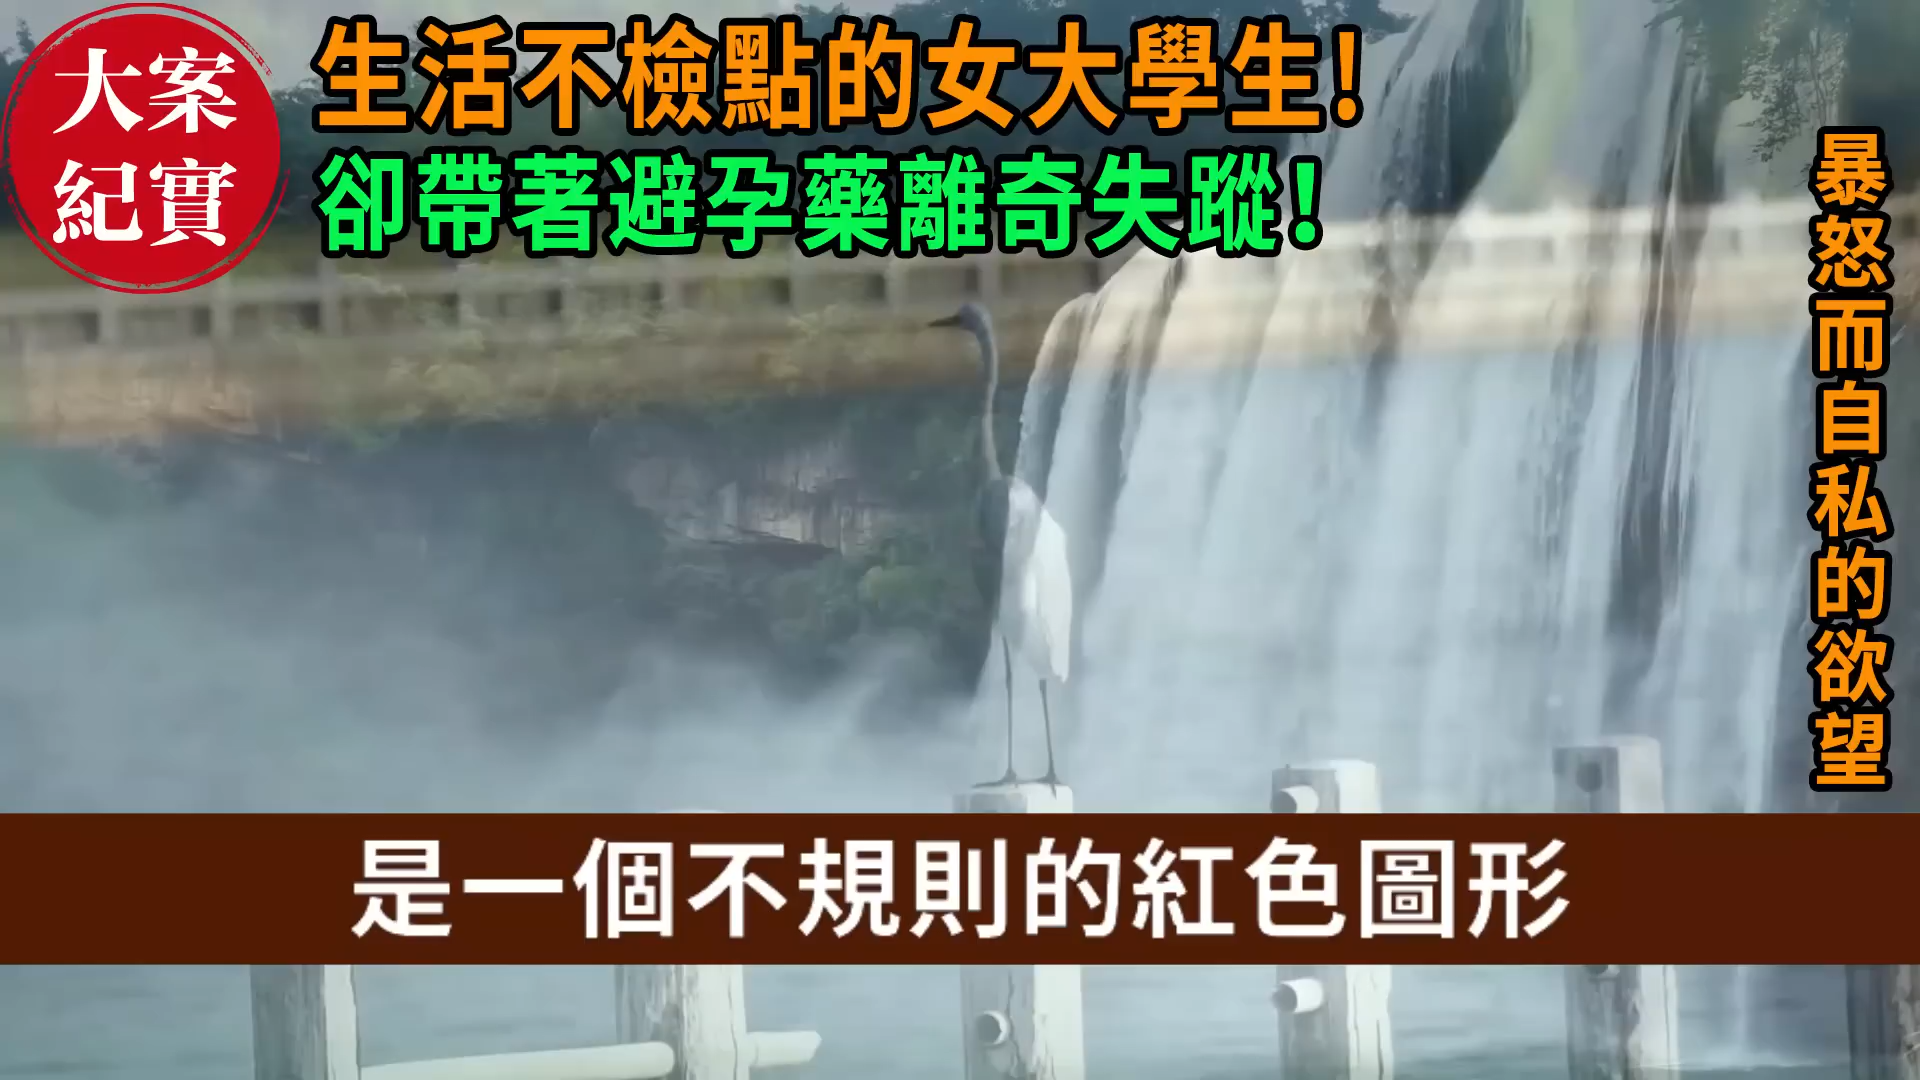 大案
紀實
生活不檢點的女大學生!
卻帶著避孕藥離奇失蹤!
暴怒而自私的欲望
是一個不規則的紅色圖形